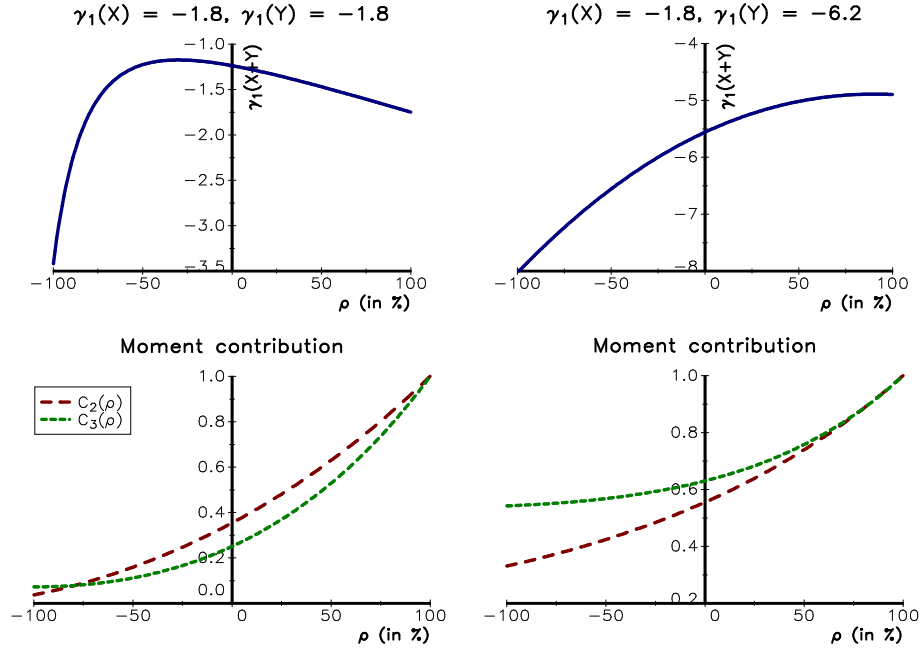 γ₁(X) = −1.8, γ₁(Y) = −1.8
−1.0
−1.5
−2.0
−2.5
−3.0
−3.5
γ₁(X+Y)
−100 −50 0 50 100
ρ (in %)
γ₁(X) = −1.8, γ₁(Y) = −6.2
−4
−5
−6
−7
−8
γ₁(X+Y)
−100 −50 0 50 100
ρ (in %)
Moment contribution
C₂(ρ)
C₃(ρ)
1.0
0.8
0.6
0.4
0.2
0.0
−100 −50 0 50 100
ρ (in %)
Moment contribution
1.0
0.8
0.6
0.4
0.2
−100 −50 0 50 100
ρ (in %)